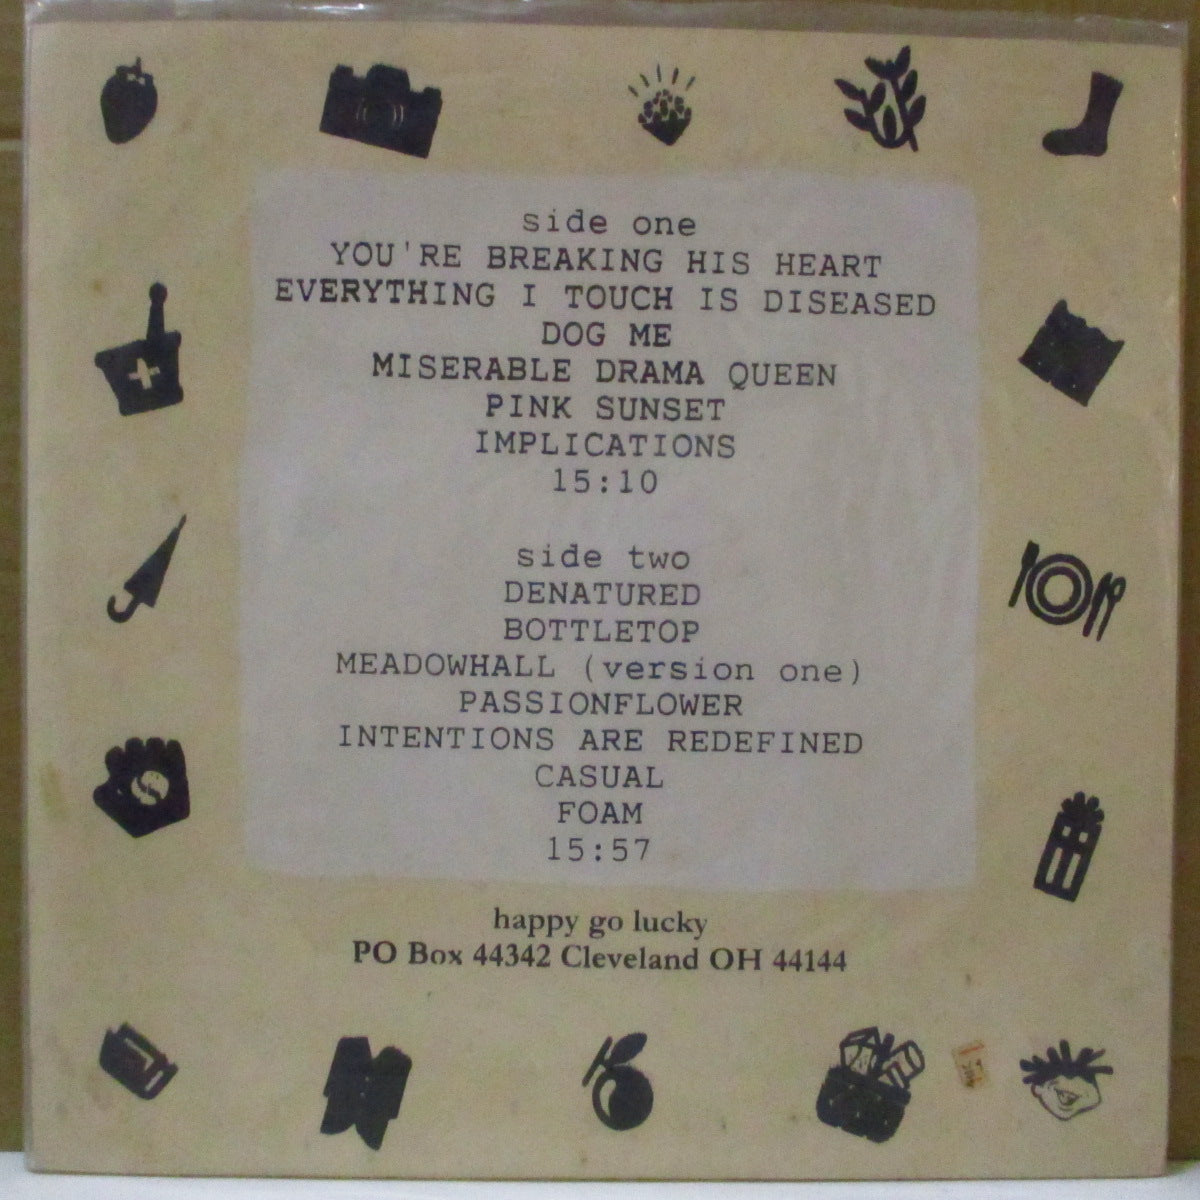 side one
YOU'RE BREAKING HIS HEART
EVERYTHING I TOUCH IS DISEASED
DOG ME
MISERABLE DRAMA QUEEN
PINK SUNSET
IMPLICATIONS
15:10
side two
DENATURED
BOTTLETOP
MEADOWHALL (version one)
PASSIONFLOWER
INTENTIONS ARE REDEFINED
CASUAL
FOAM
15:57
happy go lucky
PO Box 44342 Cleveland OH 44144